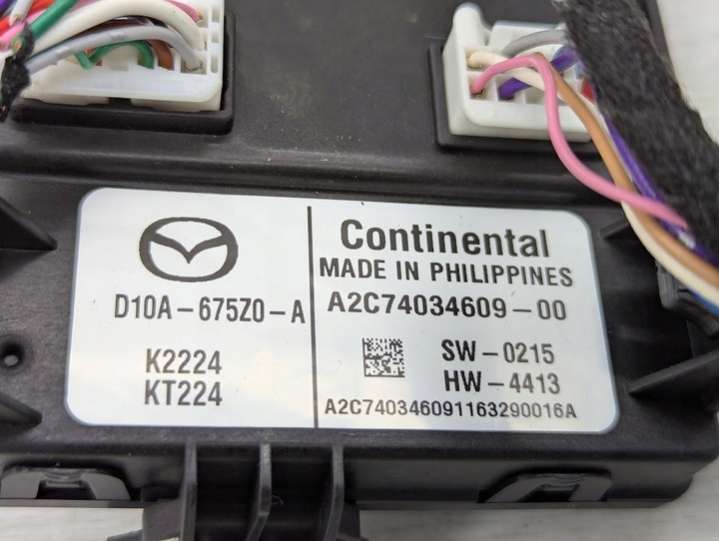 D10A-675Z0-A
K2224
KT224
Continental
MADE IN PHILIPPINES
A2C74034609-00
SW-0215
HW-4413
A2C740346091163290016A